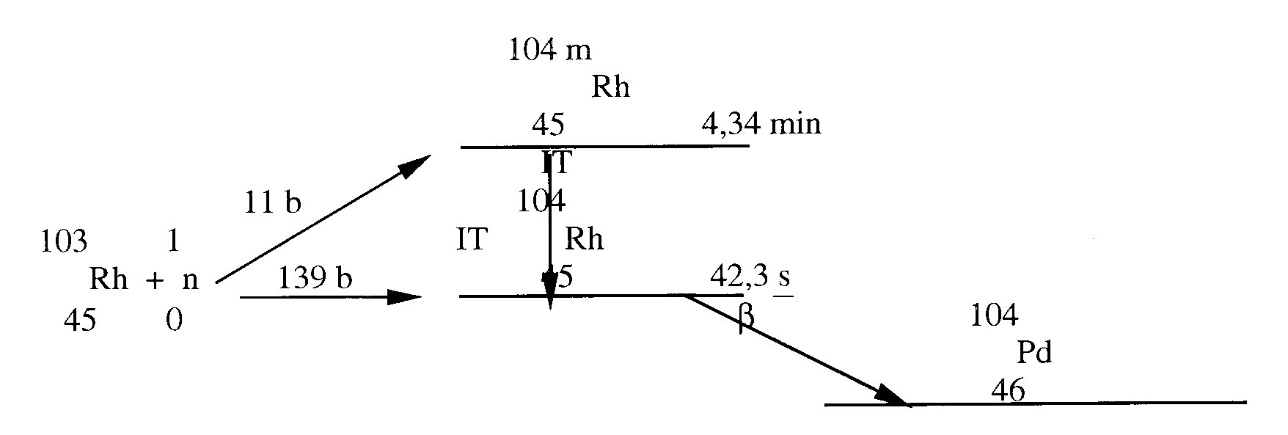 104 m
Rh
45 4,34 min
IT
11 b
104
103 1 IT Rh
Rh + n 139 b 45 42,3 s
45 0 β
104
Pd
46